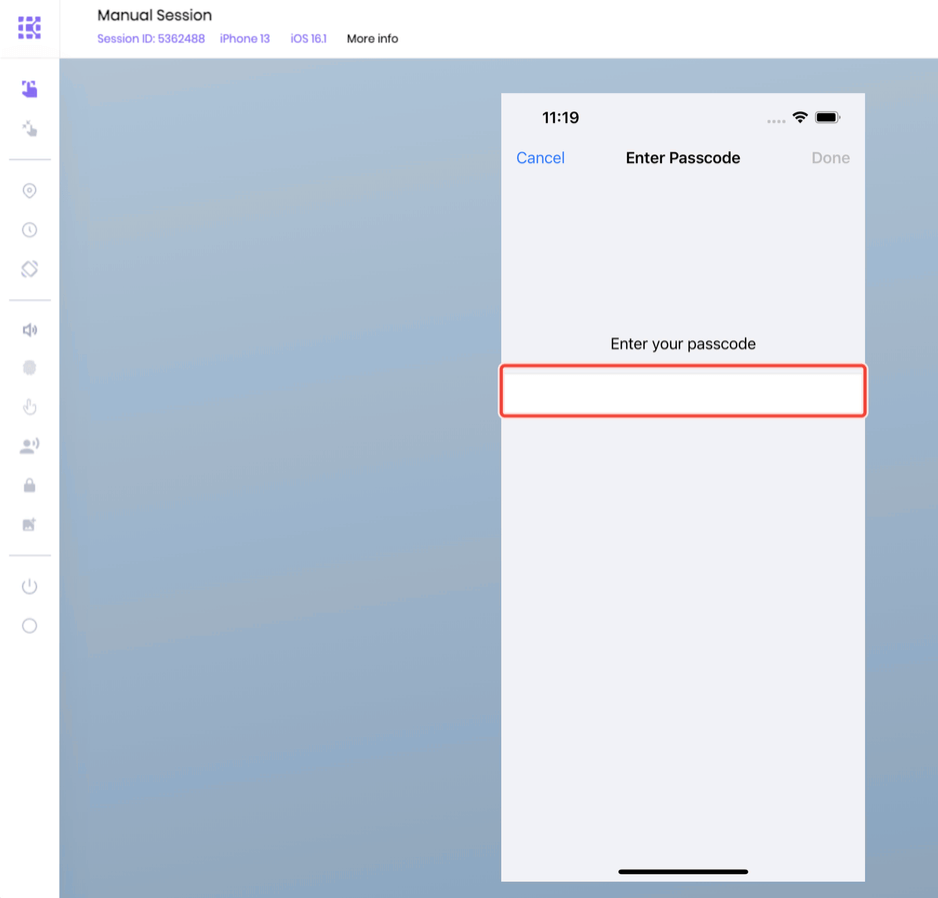 Manual Session
Session ID: 5362488 iPhone 13 iOS 16.1 More info
11:19
Cancel Enter Passcode Done
Enter your passcode